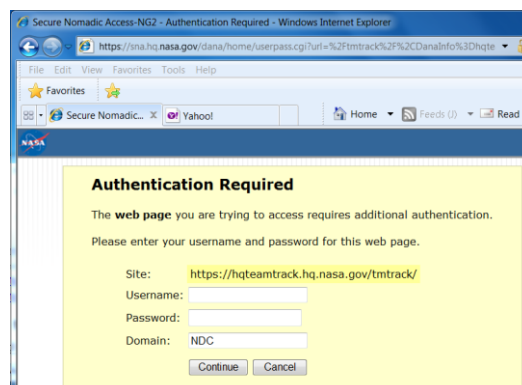 Secure Nomadic Access-NG2 - Authentication Required - Windows Internet Explorer
https://sna.hq.nasa.gov/dana/home/userpass.cgi?url=%2Ftmtrack%2F%2CDanaInfo%3Dhqte
File Edit View Favorites Tools Help
Favorites
Secure Nomadic... X Yahoo! Home Feeds (J) Read
NASA
Authentication Required
The web page you are trying to access requires additional authentication.
Please enter your username and password for this web page.
Site: https://hqteamtrack.hq.nasa.gov/tmtrack/
Username:
Password:
Domain: NDC
Continue Cancel